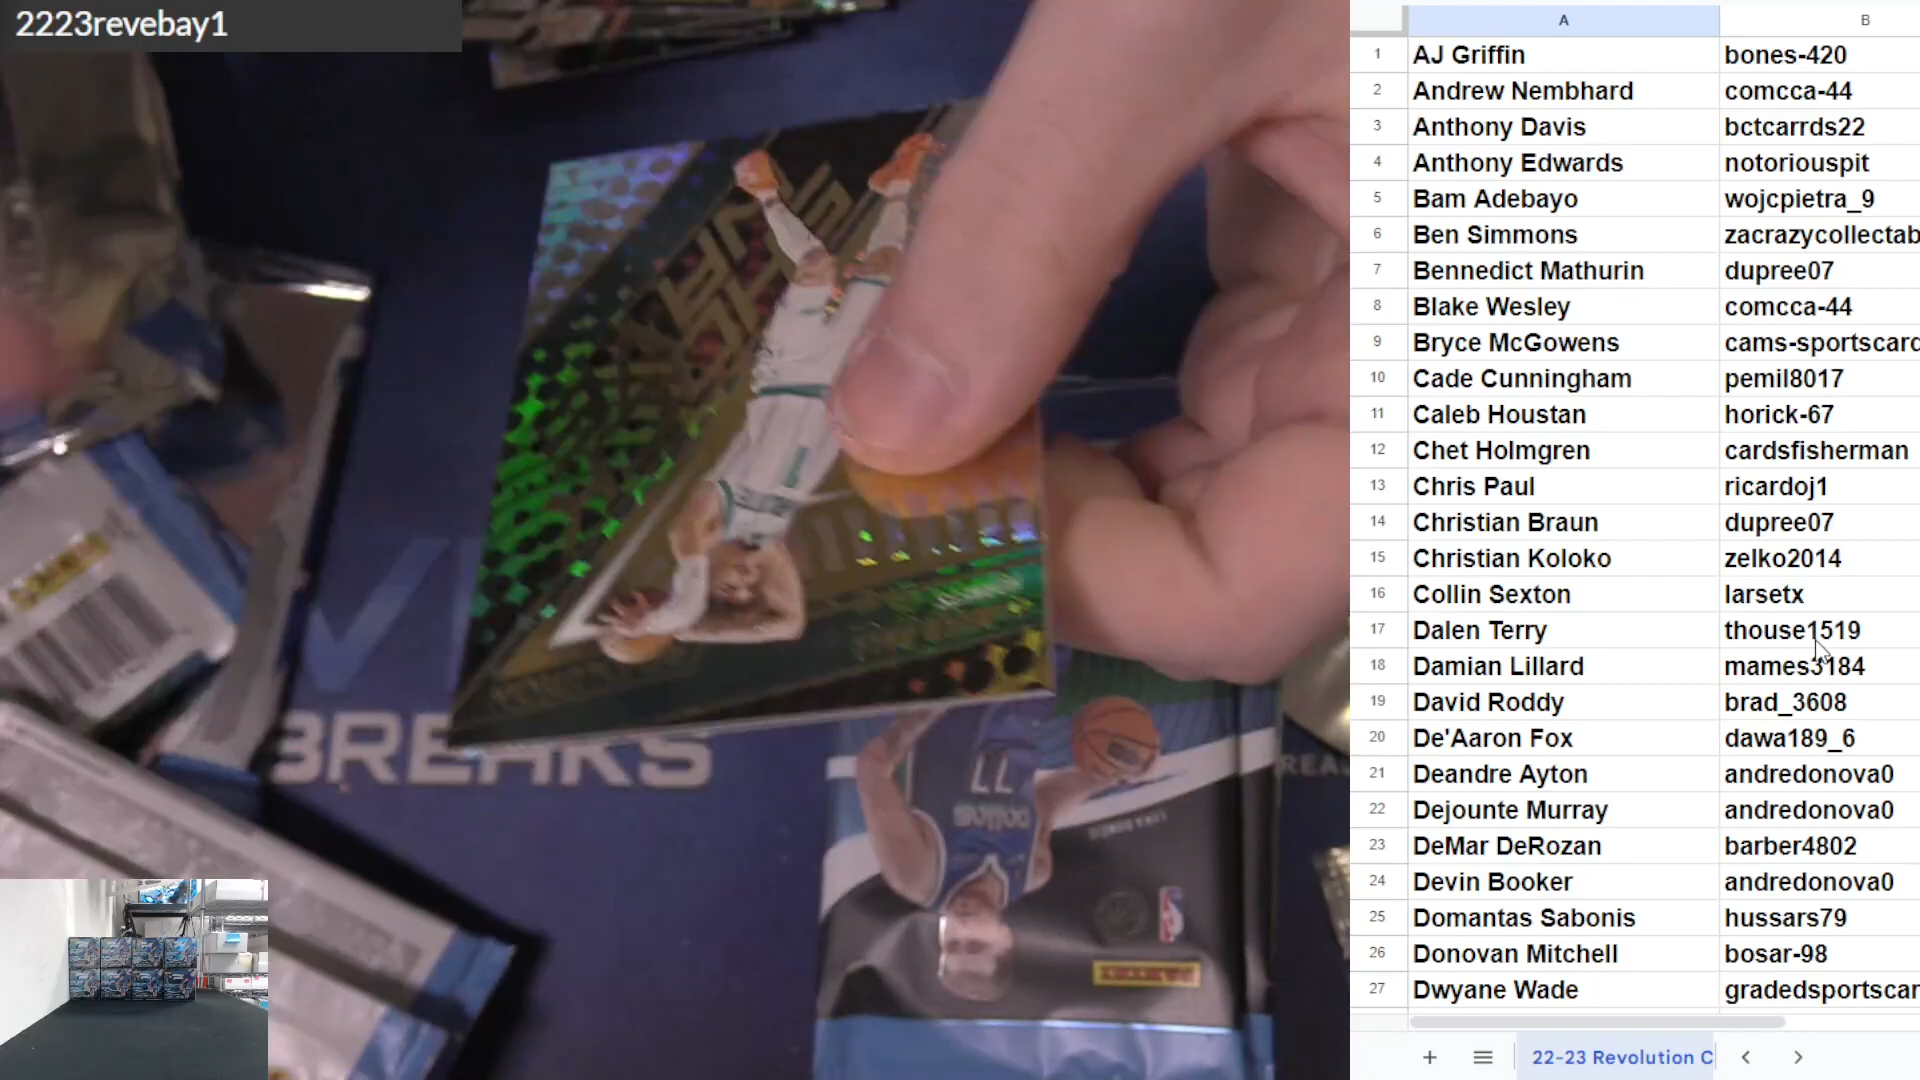 2223revebay1
A B
1 AJ Griffin bones-420
2 Andrew Nembhard comcca-44
3 Anthony Davis bctcarrds22
4 Anthony Edwards notoriouspit
5 Bam Adebayo wojcpietra_9
6 Ben Simmons zacrazycollectab
7 Bennedict Mathurin dupree07
8 Blake Wesley comcca-44
9 Bryce McGowens cams-sportscard
10 Cade Cunningham pemil8017
11 Caleb Houstan horick-67
12 Chet Holmgren cardsfisherman
13 Chris Paul ricardoj1
14 Christian Braun dupree07
15 Christian Koloko zelko2014
16 Collin Sexton larsetx
17 Dalen Terry thouse1519
18 Damian Lillard mames3184
19 David Roddy brad_3608
20 De'Aaron Fox dawa189_6
21 Deandre Ayton andredonova0
22 Dejounte Murray andredonova0
23 DeMar DeRozan barber4802
24 Devin Booker andredonova0
25 Domantas Sabonis hussars79
26 Donovan Mitchell bosar-98
27 Dwyane Wade gradedsportscar
22-23 Revolution C
BREAKS
77
PANINI